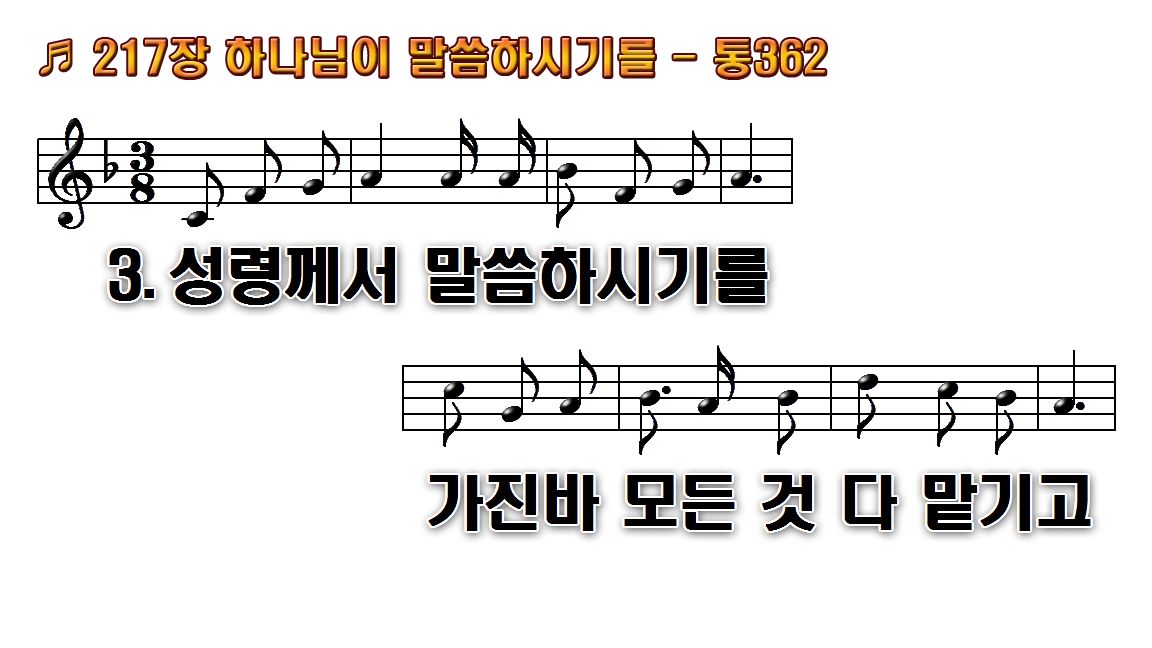 ♬ 217장 하나님이 말씀하시기를 - 통362
3. 성령께서 말씀하시기를
가진바 모든 것 다 맡기고